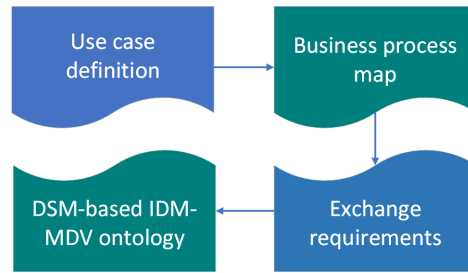 Use case
definition
Business process
map
DSM-based IDM-
MDV ontology
Exchange
requirements